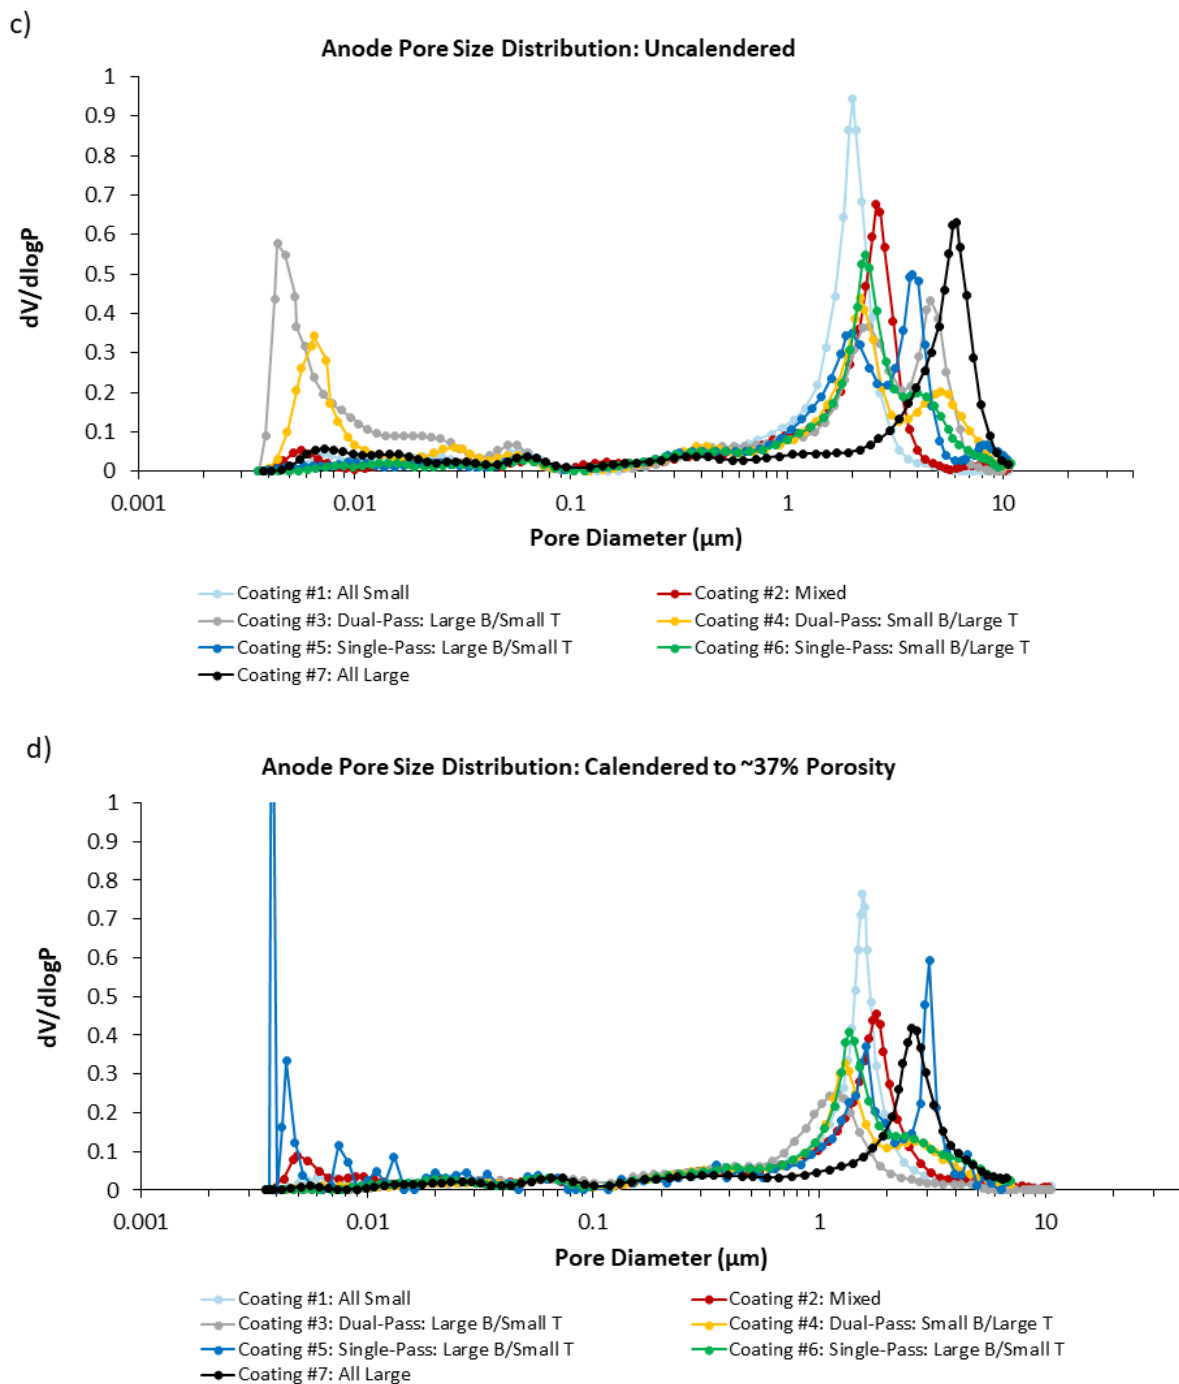 c)
Anode Pore Size Distribution: Uncalendered
1
0.9
0.8
0.7
0.6
0.5
0.4
0.3
0.2
0.1
0
dV/dlogP
0.001
0.01
0.1
1
10
Pore Diameter (µm)
Coating #1: All Small
Coating #2: Mixed
Coating #3: Dual-Pass: Large B/Small T
Coating #4: Dual-Pass: Small B/Large T
Coating #5: Single-Pass: Large B/Small T
Coating #6: Single-Pass: Small B/Large T
Coating #7: All Large
d)
Anode Pore Size Distribution: Calendered to ~37% Porosity
1
0.9
0.8
0.7
0.6
0.5
0.4
0.3
0.2
0.1
0
dV/dlogP
0.001
0.01
0.1
1
10
Pore Diameter (µm)
Coating #1: All Small
Coating #2: Mixed
Coating #3: Dual-Pass: Large B/Small T
Coating #4: Dual-Pass: Small B/Large T
Coating #5: Single-Pass: Large B/Small T
Coating #6: Single-Pass: Large B/Small T
Coating #7: All Large